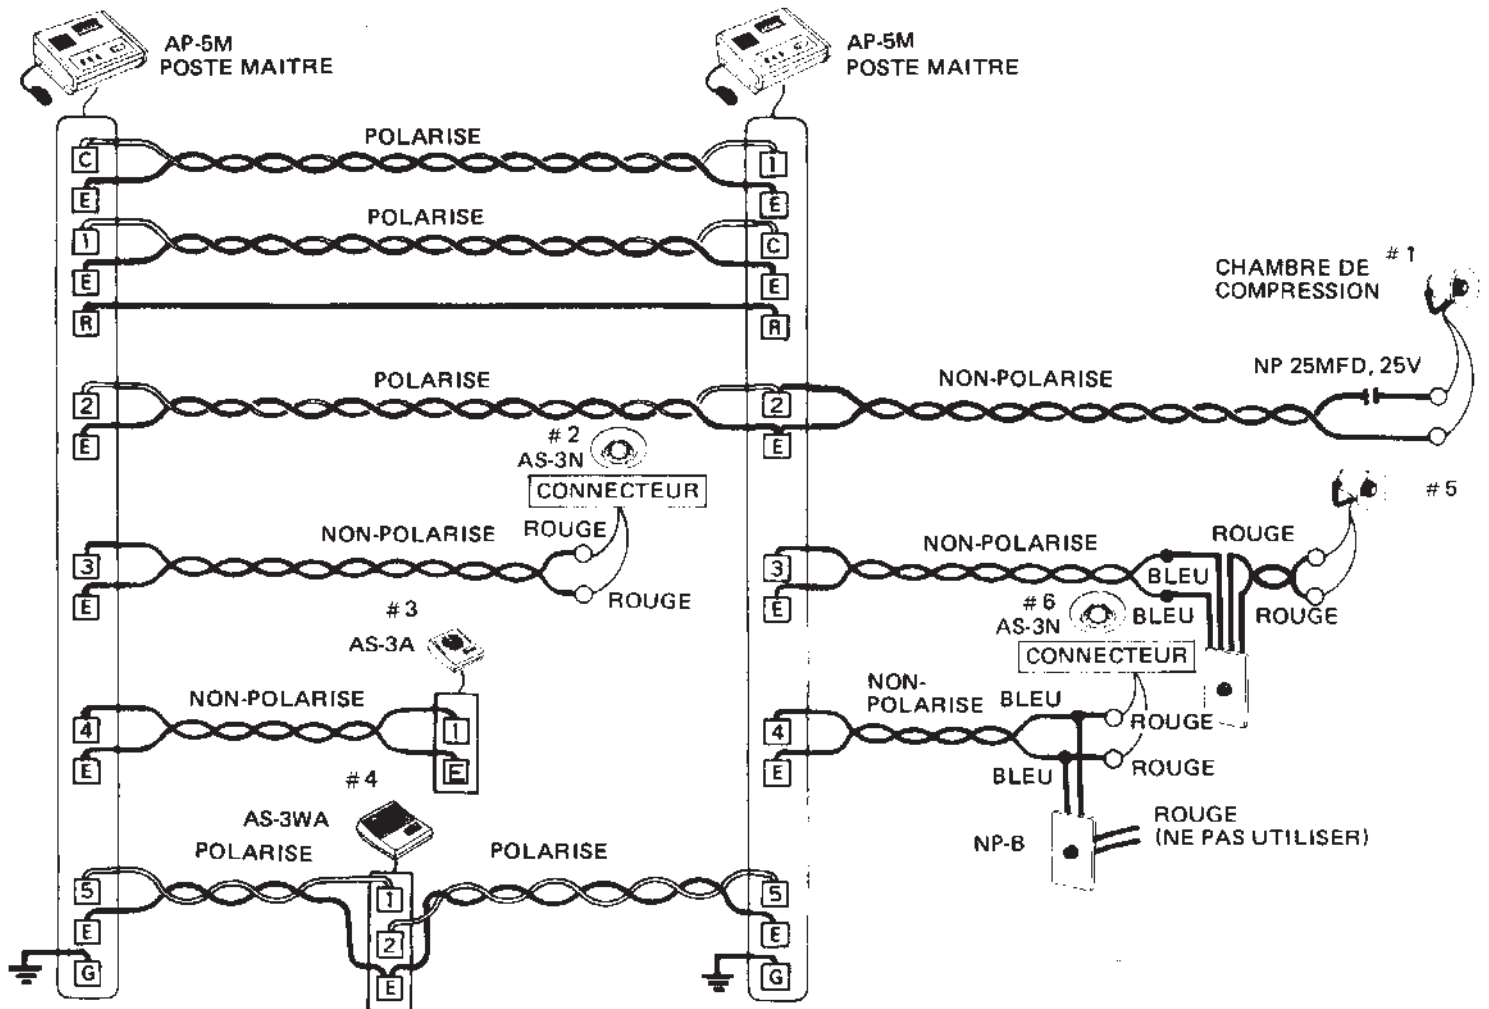 AP-5M
POSTE MAITRE
AP-5M
POSTE MAITRE
POLARISE
C
E
1
E
POLARISE
1
E
C
E
R
R
# 1
CHAMBRE DE
COMPRESSION
POLARISE
NON-POLARISE
NP 25MFD, 25V
2
E
2
E
# 2
AS-3N
CONNECTEUR
# 5
NON-POLARISE
ROUGE
ROUGE
3
E
NON-POLARISE
ROUGE
BLEU
BLEU
ROUGE
3
E
# 6
AS-3N
CONNECTEUR
# 3
AS-3A
NON-POLARISE
4
E
1
E
NON-
POLARISE
BLEU
ROUGE
BLEU
ROUGE
4
E
# 4
AS-3WA
POLARISE
POLARISE
NP-B
ROUGE
(NE PAS UTILISER)
5
E
G
1
2
E
5
E
G